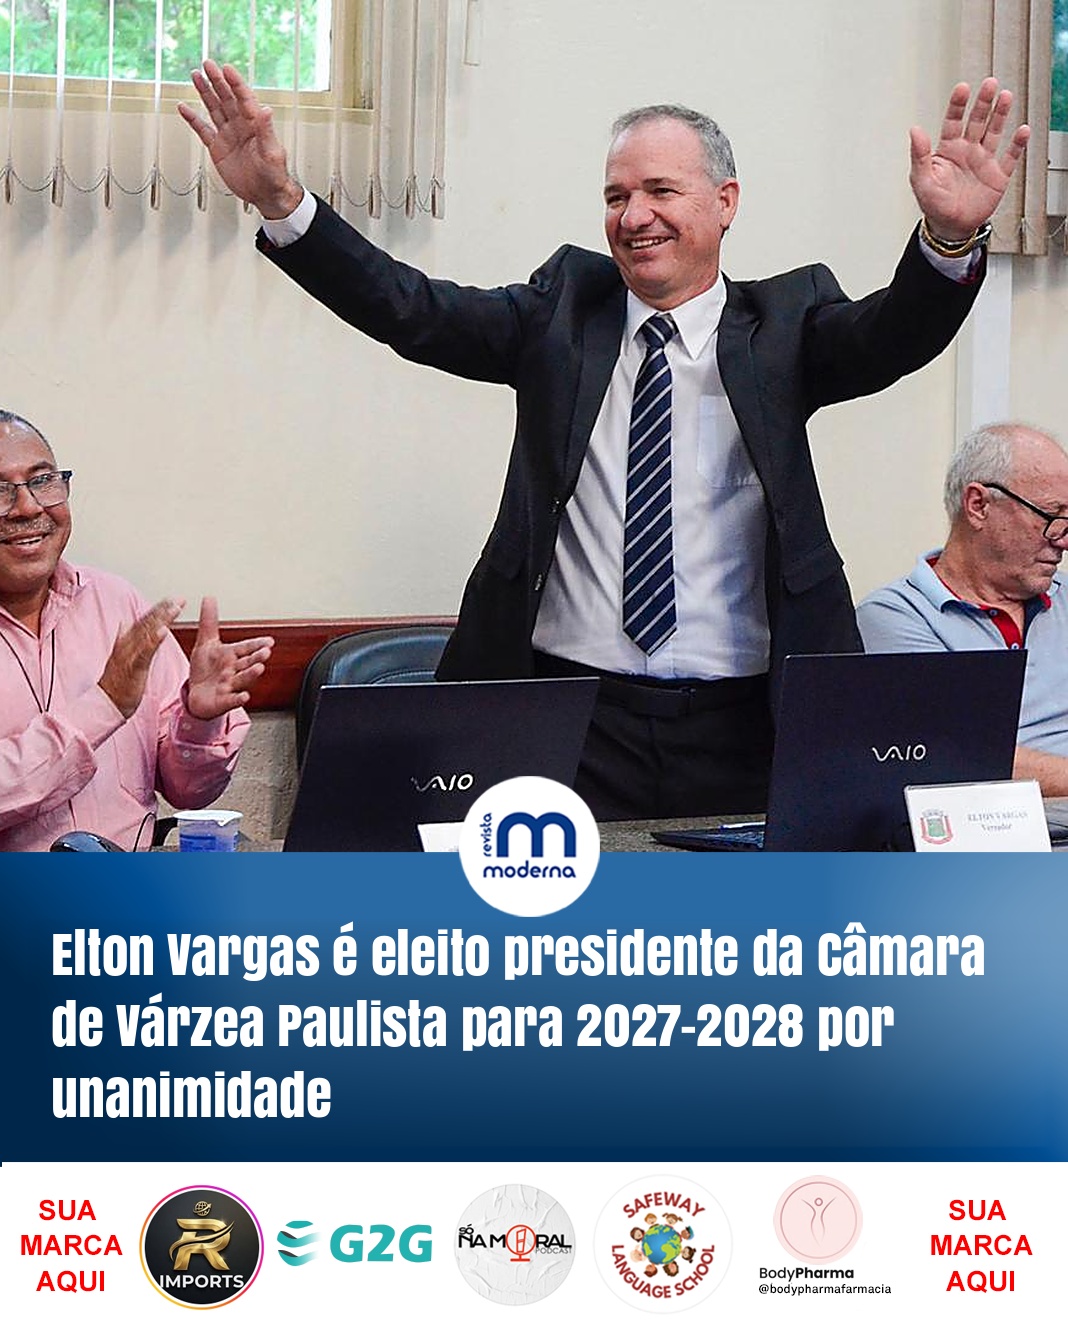 VAIO
VAIO
ELTON VARGAS
Vereador
revista
m
moderna
Elton Vargas é eleito presidente da Câmara
de Várzea Paulista para 2027-2028 por
unanimidade
SUA
MARCA
AQUI
R
IMPORTS
G2G
SÓ
NA MORAL
PODCAST
SAFEWAY
LANGUAGE SCHOOL
BodyPharma
@bodypharmafarmacia
SUA
MARCA
AQUI